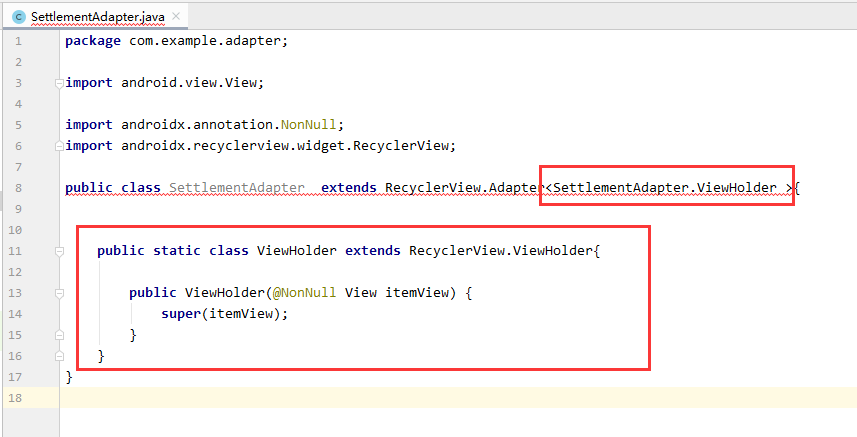 SettlementAdapter.java
1 package com.example.adapter;
2
3 import android.view.View;
4
5 import androidx.annotation.NonNull;
6 import androidx.recyclerview.widget.RecyclerView;
7
8 public class SettlementAdapter  extends RecyclerView.Adapter<SettlementAdapter.ViewHolder >{
9
10
11     public static class ViewHolder extends RecyclerView.ViewHolder{
12
13         public ViewHolder(@NonNull View itemView) {
14             super(itemView);
15         }
16     }
17 }
18